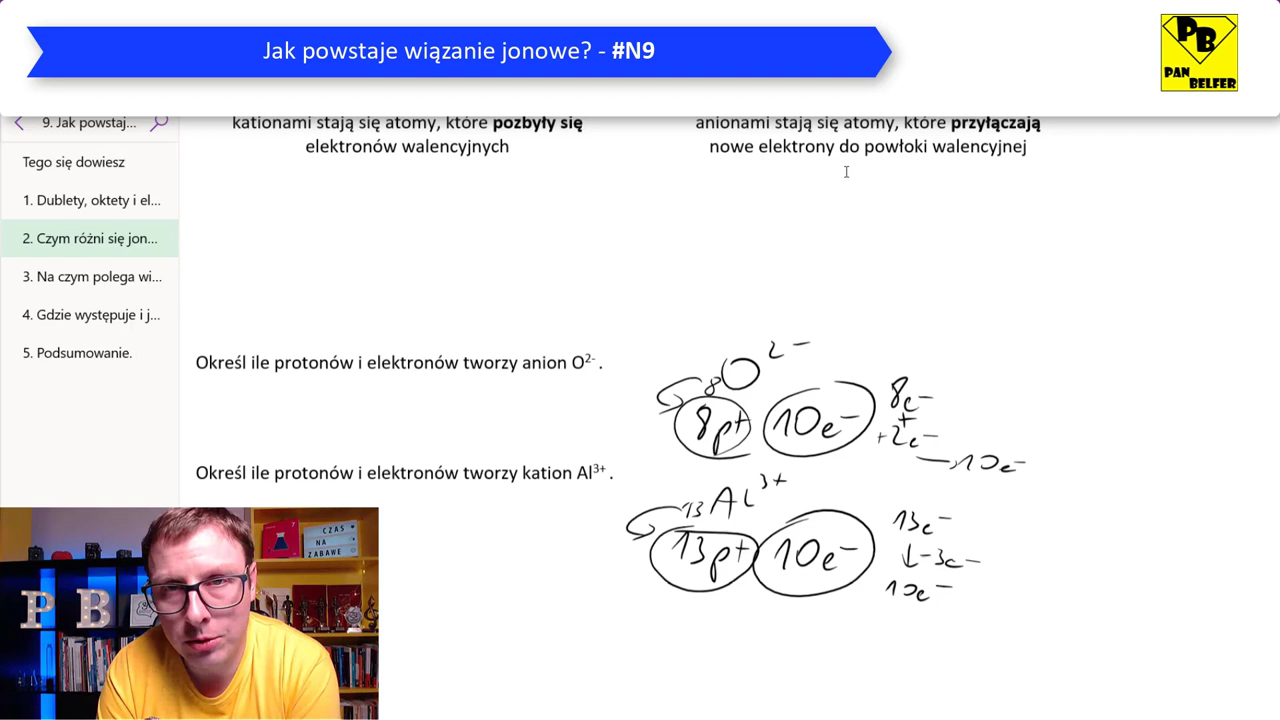 Jak powstaje wiązanie jonowe? - #N9
PB
PAN
BELFER
9. Jak powstaj...
Tego się dowiesz
1. Dublety, oktety i el...
2. Czym różni się jon...
3. Na czym polega wi...
4. Gdzie występuje i j...
5. Podsumowanie.
kationami stają się atomy, które pozbyły się
elektronów walencyjnych
anionami stają się atomy, które przyłączają
nowe elektrony do powłoki walencyjnej
Określ ile protonów i elektronów tworzy anion O²⁻ .
₈O²⁻
8p⁺ 10e⁻
8e⁻
+
+2e⁻
→ 10e⁻
Określ ile protonów i elektronów tworzy kation Al³⁺ .
₁₃Al³⁺
13p⁺ 10e⁻
13e⁻
↓-3e⁻
10e⁻
CZAS
NA
ZABAWE
P B